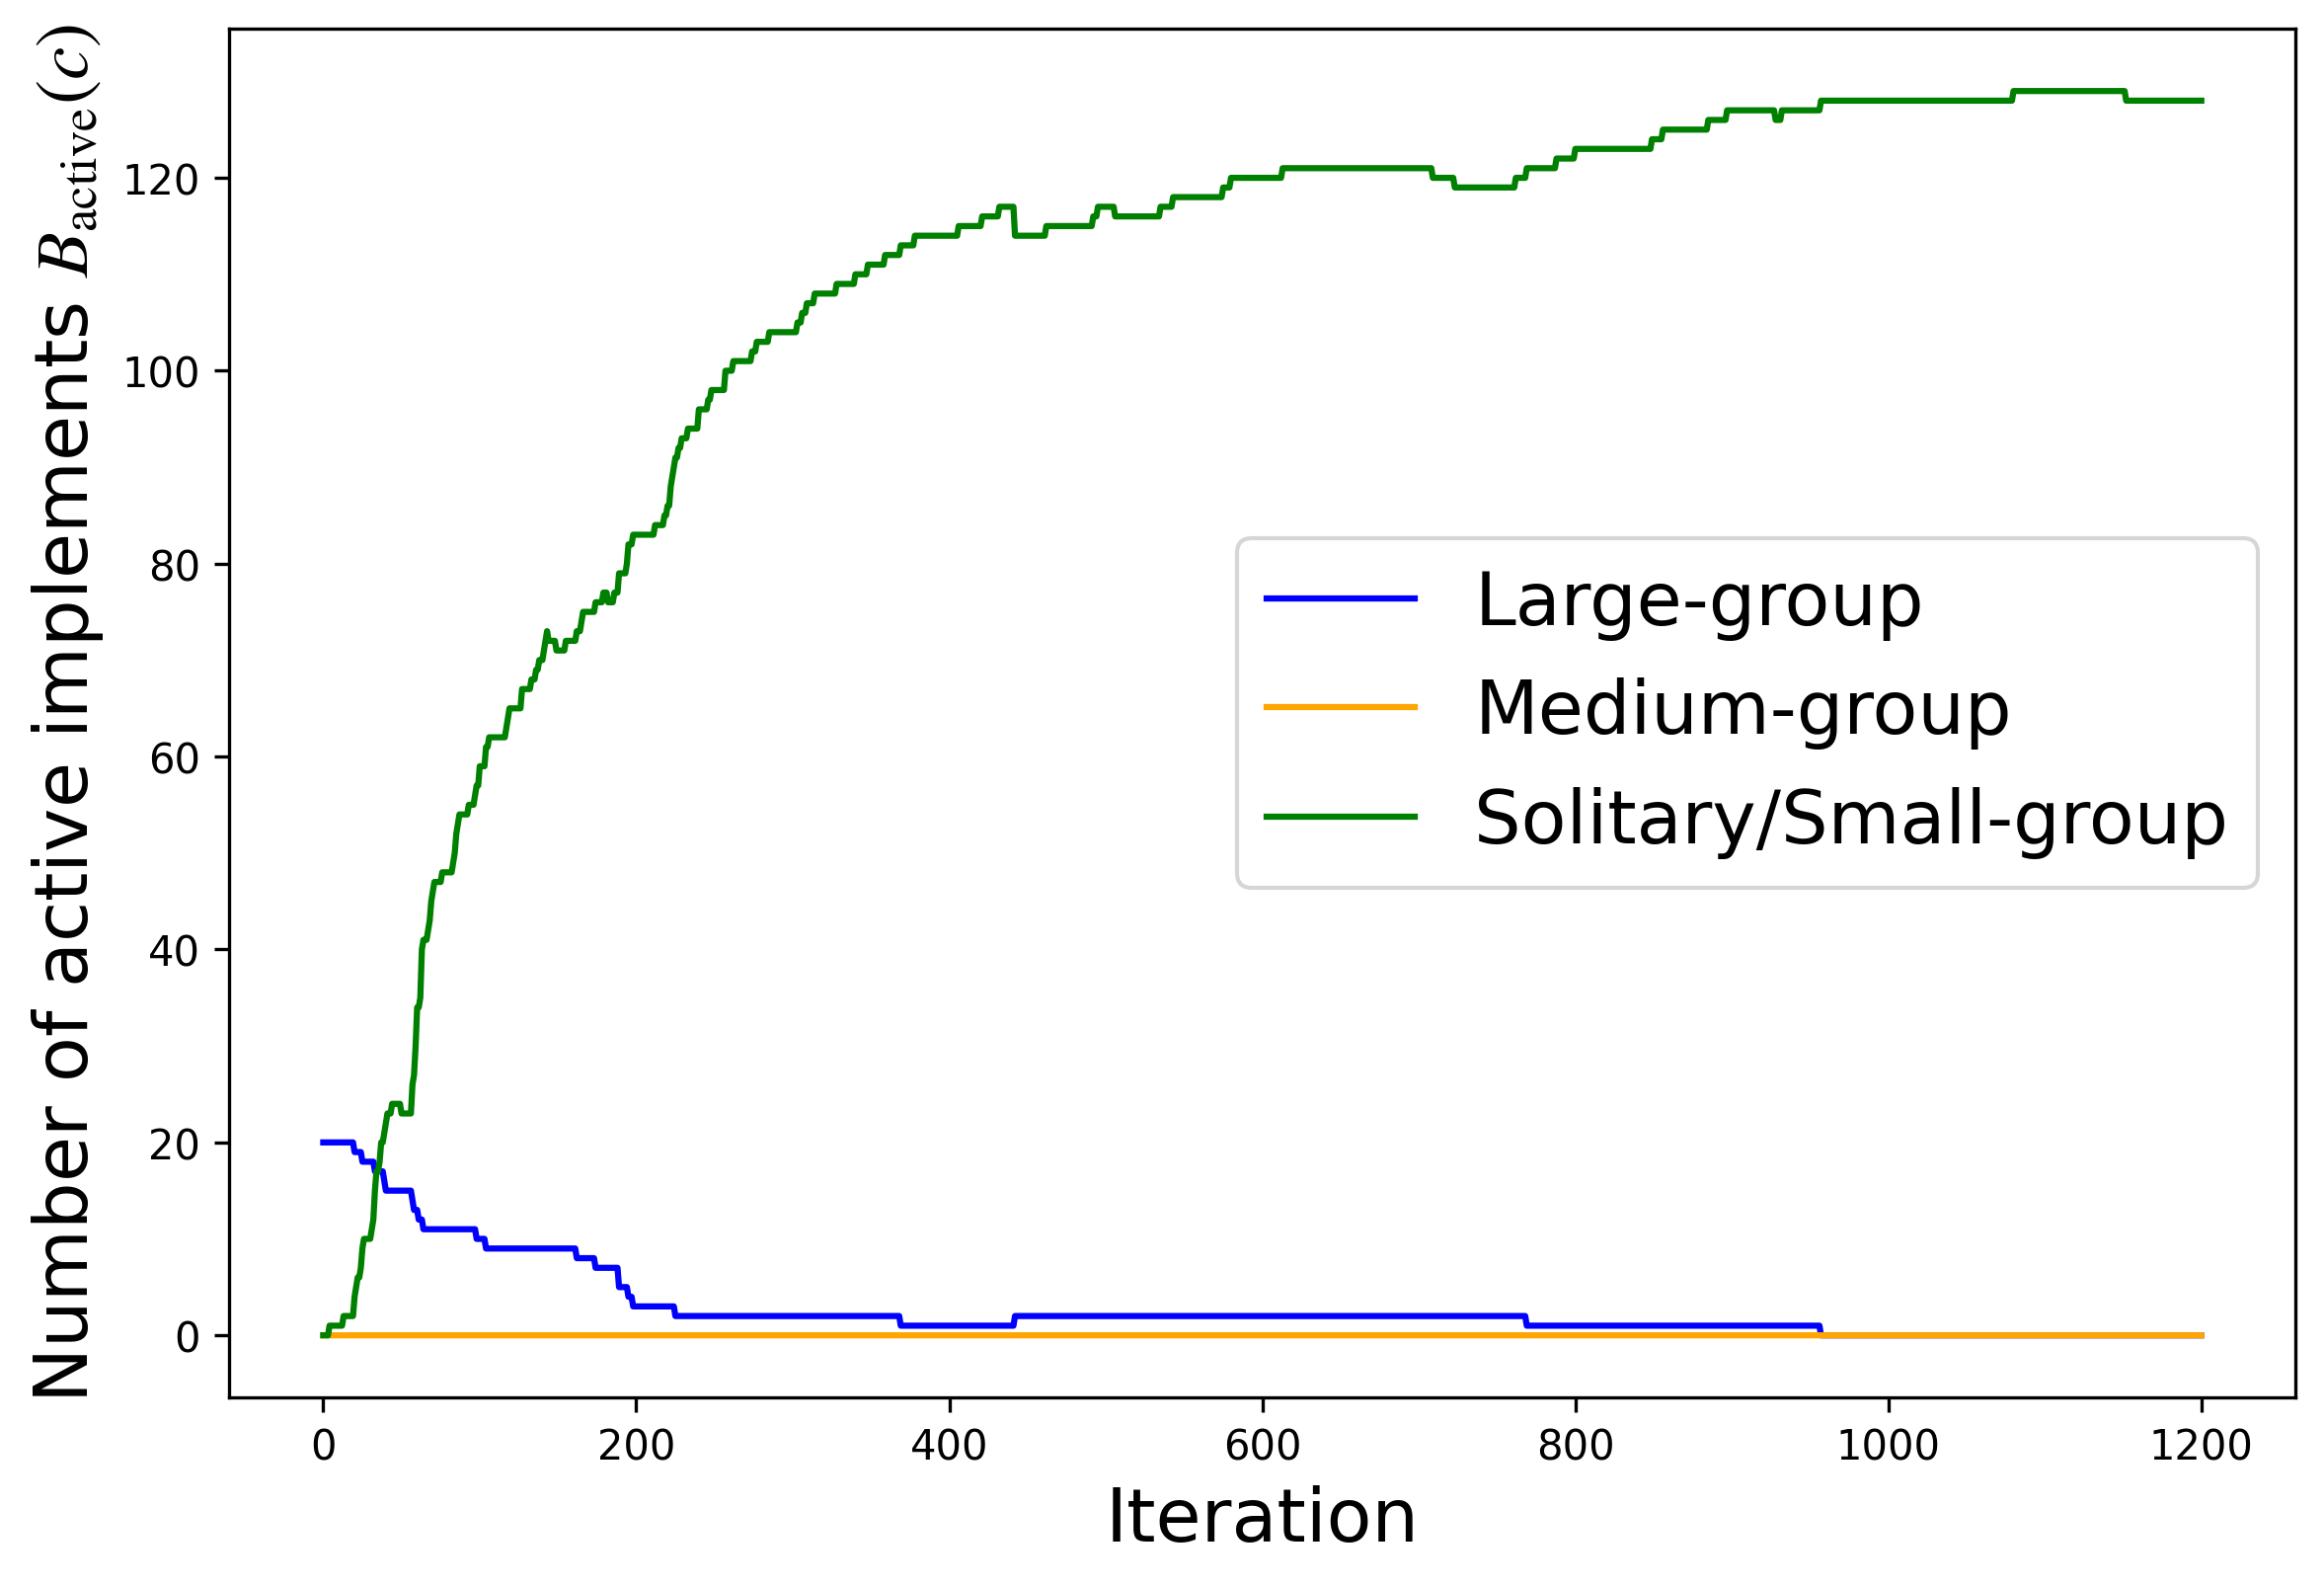 Number of active implements B_active(c)
120
100
80
60
40
20
0
Large-group
Medium-group
Solitary/Small-group
0 200 400 600 800 1000 1200
Iteration